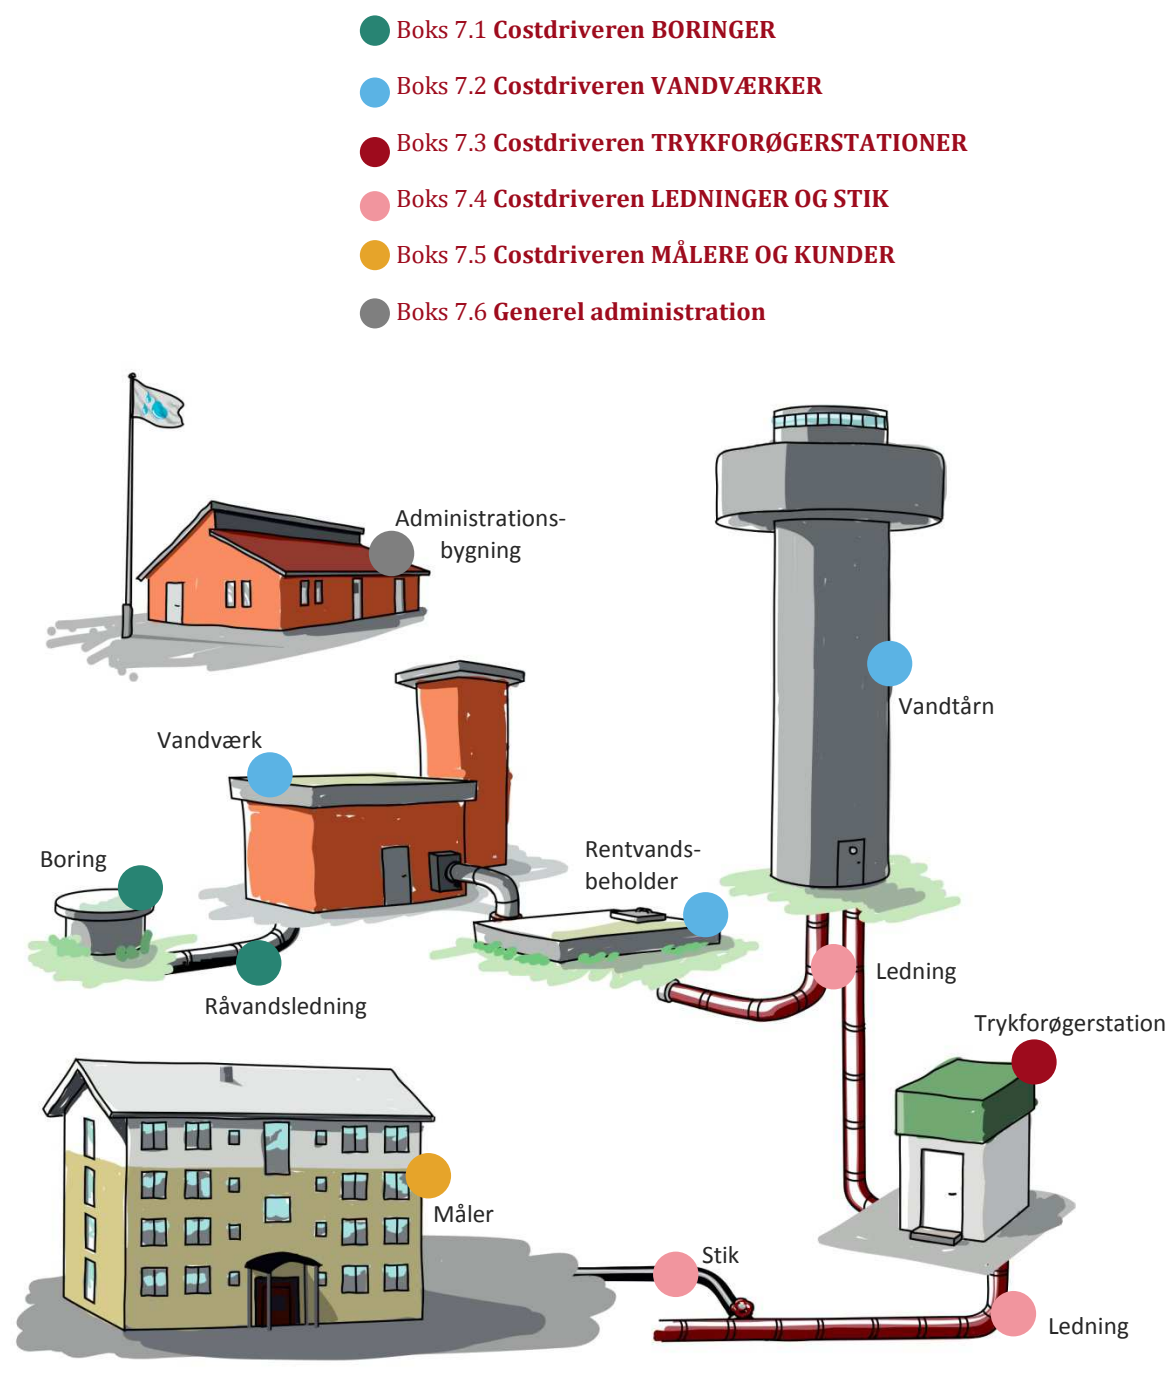 Boks 7.1 Costdriveren BORINGER
Boks 7.2 Costdriveren VANDVÆRKER
Boks 7.3 Costdriveren TRYKFORØGERSTATIONER
Boks 7.4 Costdriveren LEDNINGER OG STIK
Boks 7.5 Costdriveren MÅLERE OG KUNDER
Boks 7.6 Generel administration
Administrations-
bygning
Vandtårn
Vandværk
Boring
Rentvands-
beholder
Ledning
Råvandsledning
Trykforøgerstation
Måler
Stik
Ledning